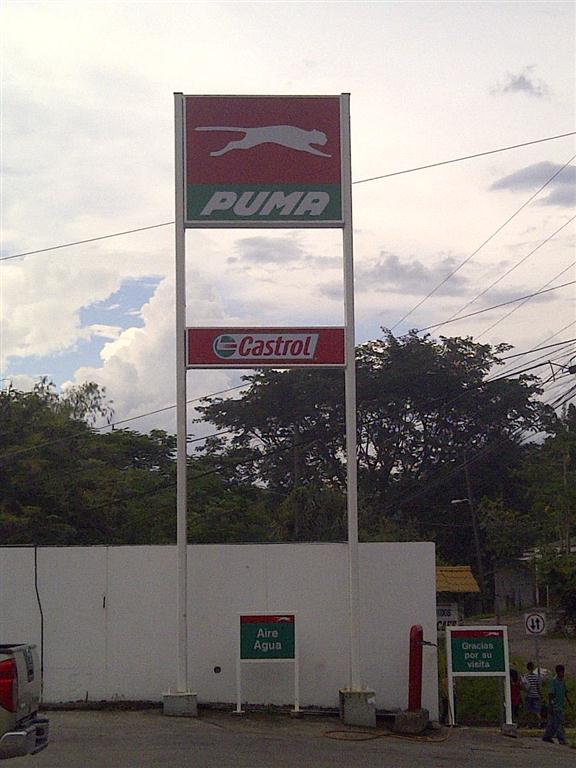 PUMA
Castrol
Aire
Agua
Gracias
por su
visita